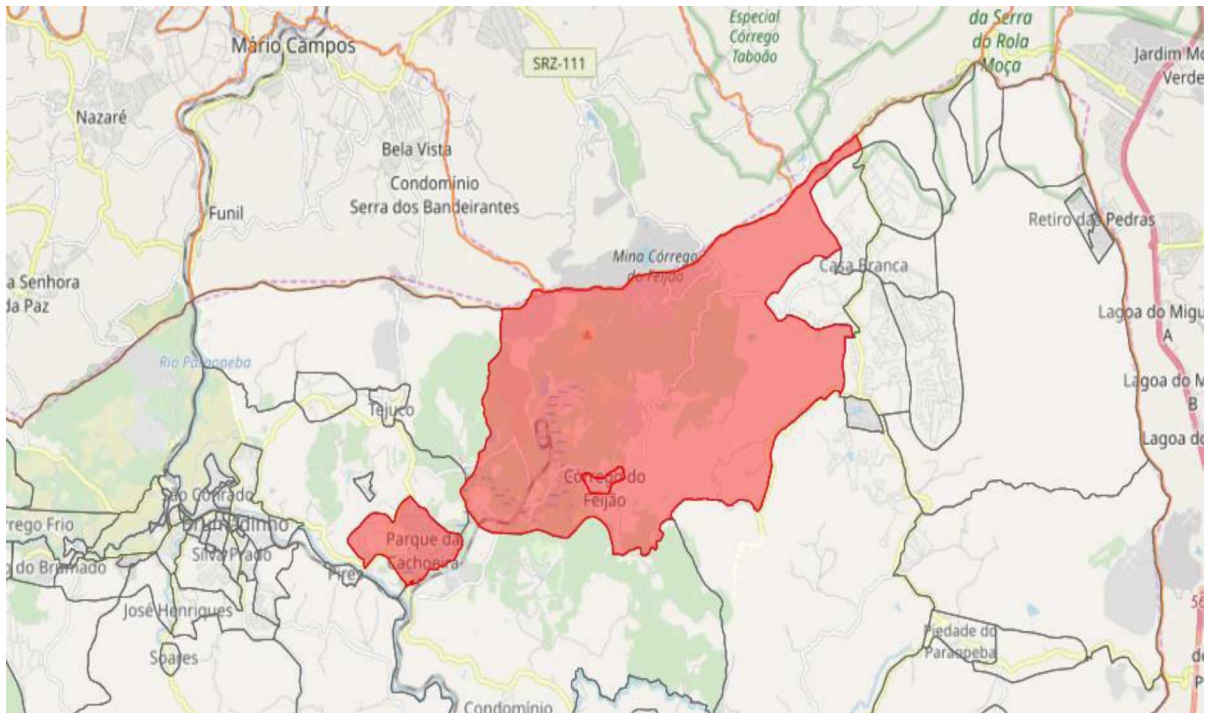 Especial
Córrego
Taboão
da Serra
do Rola
Moça
Mário Campos
SRZ-111
Jardim Mo
Verde
Nazaré
Bela Vista
Condomínio
Serra dos Bandeirantes
Funil
Retiro das Pedras
Mina Córrego
do Feijão
Casa Branca
a Senhora
da Paz
Lagoa do Migu
A
Rio Paraopeba
Tejuco
Lagoa do M
B
Lagoa do
Córrego do
Feijão
São Conrado
rrego Frio
Brumadinho
Silva Prado
Parque da
Cachoeira
o do Brumado
Pires
José Henriques
Soares
Piedade do
Paraopeba
Condomínio